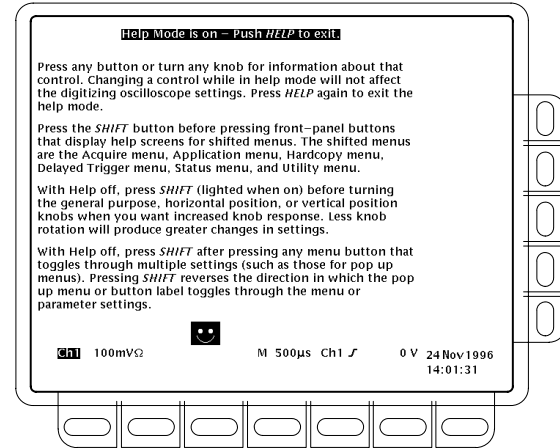 Help Mode is on – Push HELP to exit.
Press any button or turn any knob for information about that
control. Changing a control while in help mode will not affect
the digitizing oscilloscope settings. Press HELP again to exit the
help mode.
Press the SHIFT button before pressing front–panel buttons
that display help screens for shifted menus. The shifted menus
are the Acquire menu, Application menu, Hardcopy menu,
Delayed Trigger menu, Status menu, and Utility menu.
With Help off, press SHIFT (lighted when on) before turning
the general purpose, horizontal position, or vertical position
knobs when you want increased knob response. Less knob
rotation will produce greater changes in settings.
With Help off, press SHIFT after pressing any menu button that
toggles through multiple settings (such as those for pop up
menus). Pressing SHIFT reverses the direction in which the pop
up menu or button label toggles through the menu or
parameter settings.
Ch1 100mVΩ M 500µs Ch1 ∫ 0 V 24 Nov 1996
14:01:31